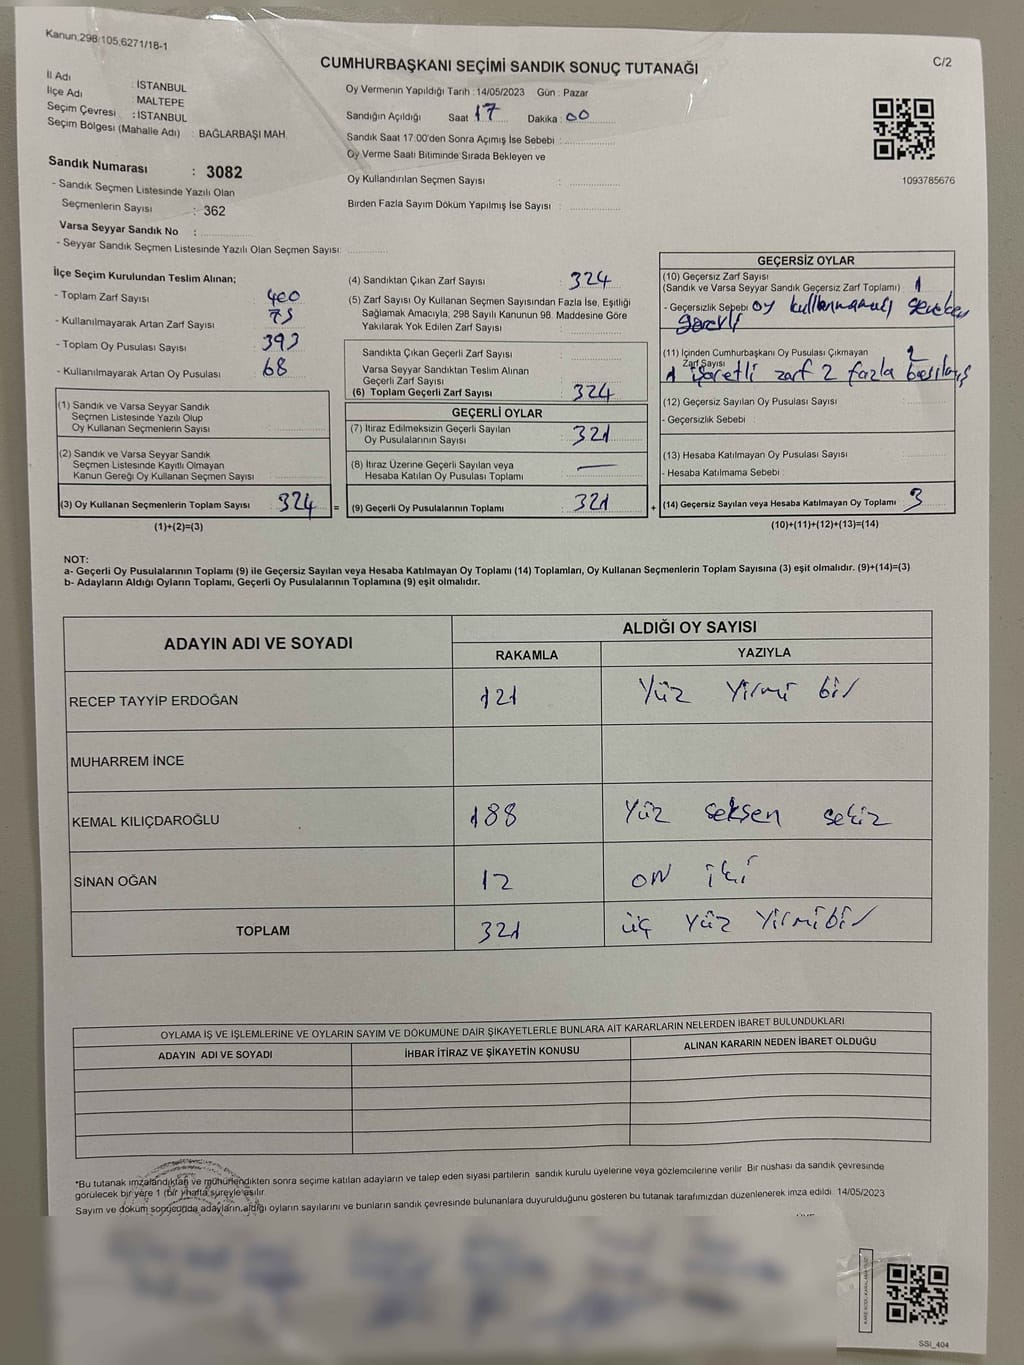 Kanun:298/105,6271/18-1
C/2
CUMHURBAŞKANI SEÇİMİ SANDIK SONUÇ TUTANAĞI
İl Adı : İSTANBUL
İlçe Adı : MALTEPE
Seçim Çevresi : İSTANBUL
Seçim Bölgesi (Mahalle Adı) : BAĞLARBAŞI MAH.
Sandık Numarası : 3082
- Sandık Seçmen Listesinde Yazılı Olan
Seçmenlerin Sayısı : 362
Varsa Seyyar Sandık No :
- Seyyar Sandık Seçmen Listesinde Yazılı Olan Seçmen Sayısı:
Oy Vermenin Yapıldığı Tarih : 14/05/2023 Gün : Pazar
Sandığın Açıldığı Saat 17 Dakika : 00
Sandık Saat 17:00'den Sonra Açımış İse Sebebi :
Oy Verme Saati Bitiminde Sırada Bekleyen ve
Oy Kullandırılan Seçmen Sayısı :
Birden Fazla Sayım Döküm Yapılmış İse Sayısı :
1093785676
İlçe Seçim Kurulundan Teslim Alınan;
- Toplam Zarf Sayısı : 400
- Kullanılmayarak Artan Zarf Sayısı : 75
- Toplam Oy Pusulası Sayısı : 393
- Kullanılmayarak Artan Oy Pusulası : 68
(1) Sandık ve Varsa Seyyar Sandık
Seçmen Listesinde Yazılı Olup
Oy Kullanan Seçmenlerin Sayısı :
(2) Sandık ve Varsa Seyyar Sandık
Seçmen Listesinde Kayıtlı Olmayan
Kanun Gereği Oy Kullanan Seçmen Sayısı :
(3) Oy Kullanan Seçmenlerin Toplam Sayısı : 324 =
(1)+(2)=(3)
(4) Sandıktan Çıkan Zarf Sayısı : 324
(5) Zarf Sayısı Oy Kullanan Seçmen Sayısından Fazla İse, Eşitliği
Sağlamak Amacıyla, 298 Sayılı Kanunun 98. Maddesine Göre
Yakılarak Yok Edilen Zarf Sayısı :
Sandıkta Çıkan Geçerli Zarf Sayısı :
Varsa Seyyar Sandıktan Teslim Alınan
Geçerli Zarf Sayısı :
(6) Toplam Geçerli Zarf Sayısı : 324
GEÇERLİ OYLAR
(7) İtiraz Edilmeksizin Geçerli Sayılan
Oy Pusulalarının Sayısı : 321
(8) İtiraz Üzerine Geçerli Sayılan veya
Hesaba Katılan Oy Pusulası Toplamı : —
(9) Geçerli Oy Pusulalarının Toplamı : 321 +
GEÇERSİZ OYLAR
(10) Geçersiz Zarf Sayısı
(Sandık ve Varsa Seyyar Sandık Geçersiz Zarf Toplamı) : 1
- Geçersizlik Sebebi : oy kullanmamış
(11) İçinden Cumhurbaşkanı Oy Pusulası Çıkmayan
Zarf Sayısı : 2
1 işaretli zarf 2 fazla basılmış
(12) Geçersiz Sayılan Oy Pusulası Sayısı :
- Geçersizlik Sebebi :
(13) Hesaba Katılmayan Oy Pusulası Sayısı :
- Hesaba Katılmama Sebebi :
(14) Geçersiz Sayılan veya Hesaba Katılmayan Oy Toplamı : 3
(10)+(11)+(12)+(13)=(14)
NOT:
a- Geçerli Oy Pusulalarının Toplamı (9) ile Geçersiz Sayılan veya Hesaba Katılmayan Oy Toplamı (14) Toplamları, Oy Kullanan Seçmenlerin Toplam Sayısına (3) eşit olmalıdır. (9)+(14)=(3)
b- Adayların Aldığı Oyların Toplamı, Geçerli Oy Pusulalarının Toplamına (9) eşit olmalıdır.
ADAYIN ADI VE SOYADI ALDIĞI OY SAYISI
RAKAMLA YAZIYLA
RECEP TAYYİP ERDOĞAN 121 Yüz Yirmi bir
MUHARREM İNCE
KEMAL KILIÇDAROĞLU 188 Yüz seksen sekiz
SİNAN OĞAN 12 ON iki
TOPLAM 321 üç Yüz Yirmibir
OYLAMA İŞ VE İŞLEMLERİNE VE OYLARIN SAYIM VE DÖKÜMÜNE DAİR ŞİKAYETLERLE BUNLARA AİT KARARLARIN NELERDEN İBARET BULUNDUKLARI
ADAYIN ADI VE SOYADI İHBAR İTİRAZ VE ŞİKAYETİN KONUSU ALINAN KARARIN NEDEN İBARET OLDUĞU
*Bu tutanak imzalandıktan ve mühürlendikten sonra seçime katılan adayların ve talep eden siyasi partilerin sandık kurulu üyelerine veya gözlemcilerine verilir. Bir nüshası da sandık çevresinde
görülecek bir yere 1 (bir) hafta süreyle asılır.
Sayım ve döküm sonucunda adayların aldığı oyların sayılarını ve bunların sandık çevresinde bulunanlara duyurulduğunu gösteren bu tutanak tarafımızdan düzenlenerek imza edildi. 14/05/2023
SSİ_404